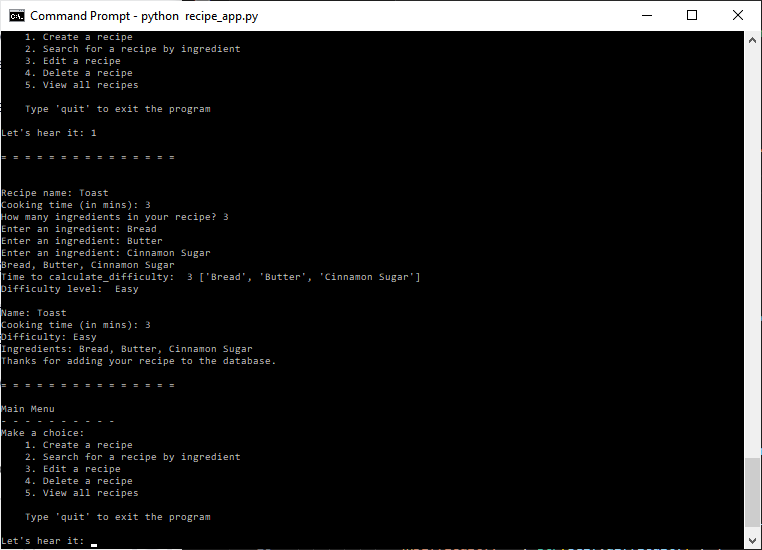 Command Prompt - python  recipe_app.py
1. Create a recipe
2. Search for a recipe by ingredient
3. Edit a recipe
4. Delete a recipe
5. View all recipes
Type 'quit' to exit the program
Let's hear it: 1
= = = = = = = = = = = = = = =
Recipe name: Toast
Cooking time (in mins): 3
How many ingredients in your recipe? 3
Enter an ingredient: Bread
Enter an ingredient: Butter
Enter an ingredient: Cinnamon Sugar
Bread, Butter, Cinnamon Sugar
Time to calculate_difficulty:  3 ['Bread', 'Butter', 'Cinnamon Sugar']
Difficulty level:  Easy
Name: Toast
Cooking time (in mins): 3
Difficulty: Easy
Ingredients: Bread, Butter, Cinnamon Sugar
Thanks for adding your recipe to the database.
= = = = = = = = = = = = = = =
Main Menu
- - - - - - - - - -
Make a choice:
1. Create a recipe
2. Search for a recipe by ingredient
3. Edit a recipe
4. Delete a recipe
5. View all recipes
Type 'quit' to exit the program
Let's hear it: